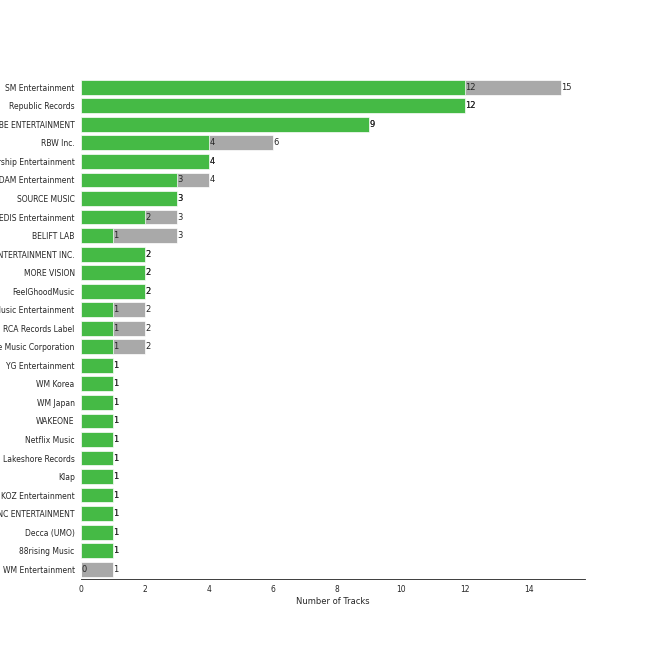 SM Entertainment 12 15
Republic Records 12
BE ENTERTAINMENT 9
RBW Inc. 4 6
rship Entertainment 4
DAM Entertainment 3 4
SOURCE MUSIC 3
EDIS Entertainment 2 3
BELIFT LAB 1 3
NTERTAINMENT INC. 2
MORE VISION 2
FeelGhoodMusic 2
usic Entertainment 1 2
RCA Records Label 1 2
e Music Corporation 1 2
YG Entertainment 1
WM Korea 1
WM Japan 1
WAKEONE 1
Netflix Music 1
Lakeshore Records 1
Klap 1
KOZ Entertainment 1
NC ENTERTAINMENT 1
Decca (UMO) 1
88rising Music 1
WM Entertainment 0 1
0 2 4 6 8 10 12 14
Number of Tracks